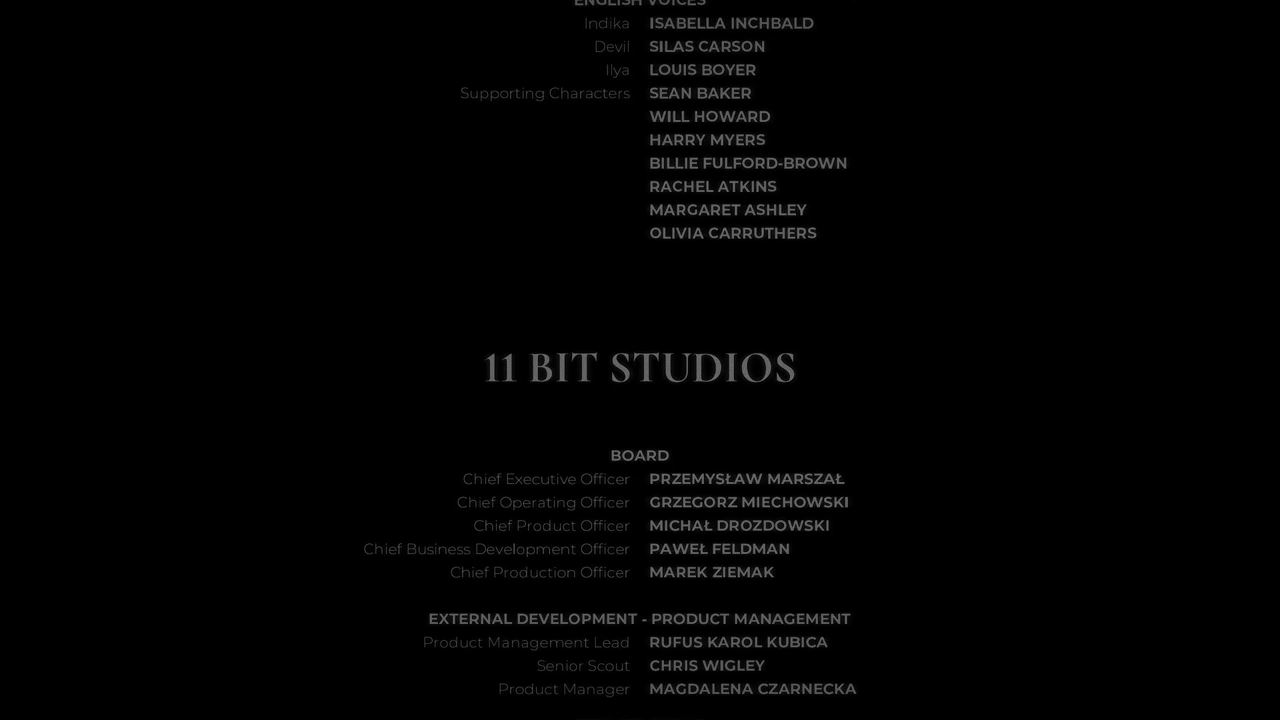 ENGLISH VOICES
Indika ISABELLA INCHBALD
Devil SILAS CARSON
Ilya LOUIS BOYER
Supporting Characters SEAN BAKER
WILL HOWARD
HARRY MYERS
BILLIE FULFORD-BROWN
RACHEL ATKINS
MARGARET ASHLEY
OLIVIA CARRUTHERS
11 BIT STUDIOS
BOARD
Chief Executive Officer PRZEMYSŁAW MARSZAŁ
Chief Operating Officer GRZEGORZ MIECHOWSKI
Chief Product Officer MICHAŁ DROZDOWSKI
Chief Business Development Officer PAWEŁ FELDMAN
Chief Production Officer MAREK ZIEMAK
EXTERNAL DEVELOPMENT - PRODUCT MANAGEMENT
Product Management Lead RUFUS KAROL KUBICA
Senior Scout CHRIS WIGLEY
Product Manager MAGDALENA CZARNECKA